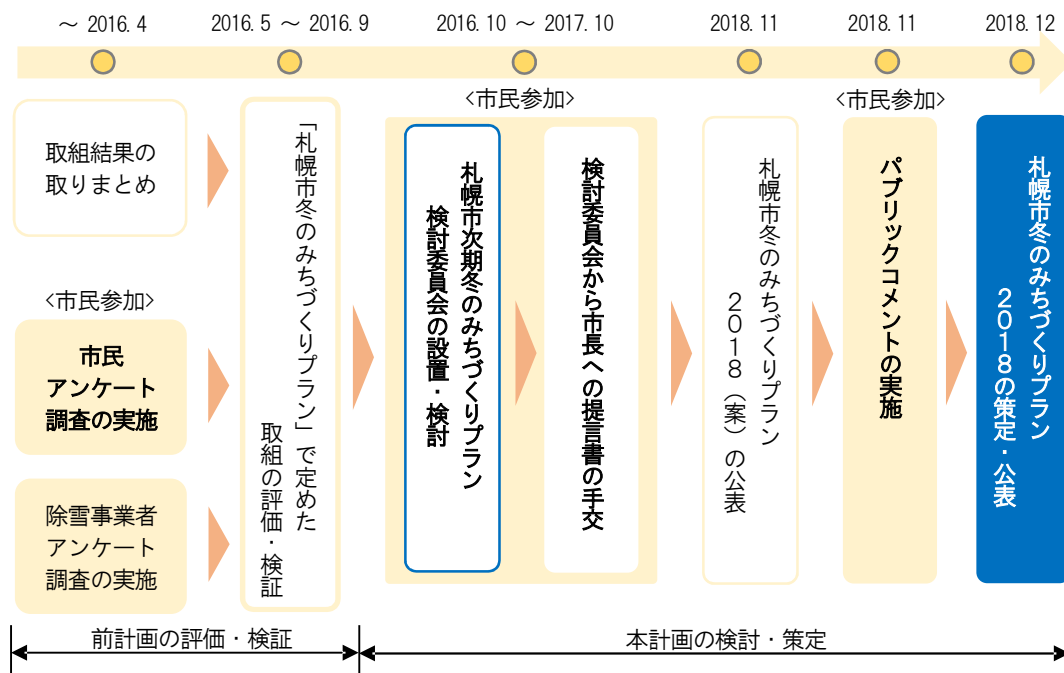 ～ 2016. 4
2016. 5 ～ 2016. 9
2016. 10 ～ 2017. 10
2018. 11
2018. 11
2018. 12
取組結果の
取りまとめ
<市民参加>
市民
アンケート
調査の実施
除雪事業者
アンケート
調査の実施
「札幌市冬のみちづくりプラン」で定めた
取組の評価・検証
<市民参加>
札幌市次期冬のみちづくりプラン
検討委員会の設置・検討
検討委員会から市長への提言書の手交
札幌市冬のみちづくりプラン
２０１８（案）の公表
<市民参加>
パブリックコメントの実施
札幌市冬のみちづくりプラン
２０１８の策定・公表
前計画の評価・検証
本計画の検討・策定